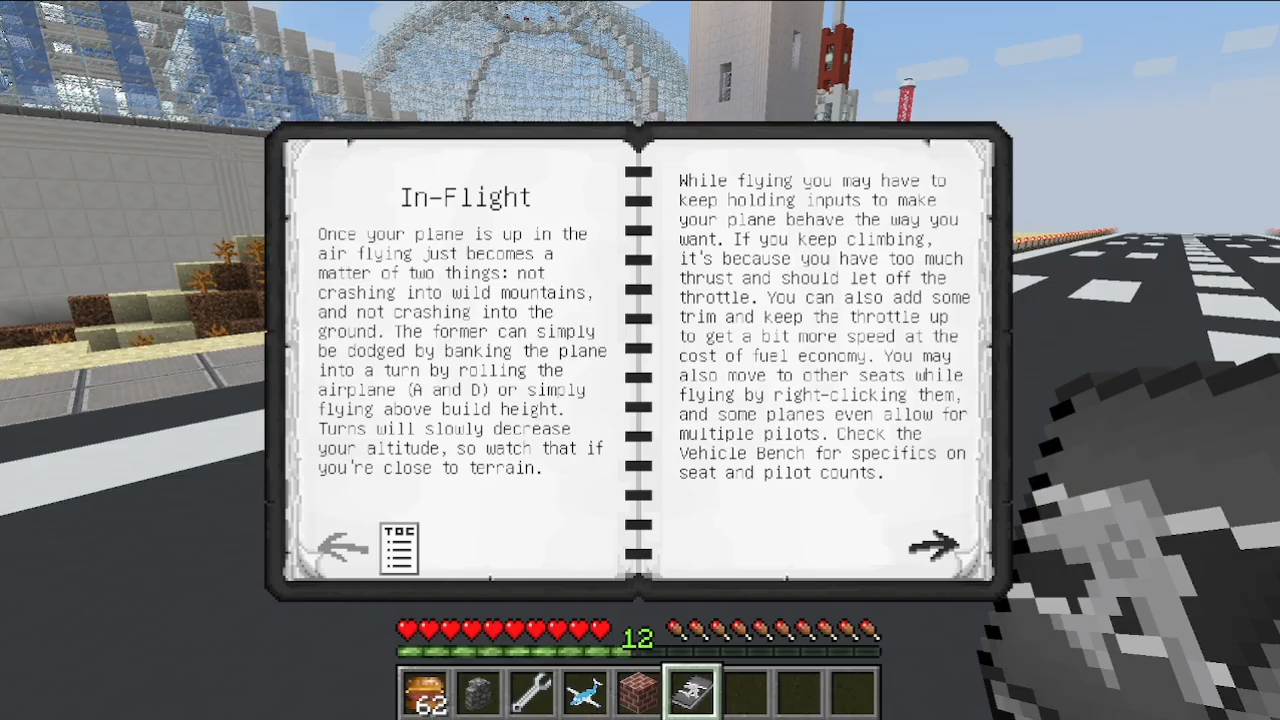 In-Flight
Once your plane is up in the
air flying just becomes a
matter of two things: not
crashing into wild mountains,
and not crashing into the
ground. The former can simply
be dodged by banking the plane
into a turn by rolling the
airplane (A and D) or simply
flying above build height.
Turns will slowly decrease
your altitude, so watch that if
you're close to terrain.
TOC
While flying you may have to
keep holding inputs to make
your plane behave the way you
want. If you keep climbing,
it's because you have too much
thrust and should let off the
throttle. You can also add some
trim and keep the throttle up
to get a bit more speed at the
cost of fuel economy. You may
also move to other seats while
flying by right-clicking them,
and some planes even allow for
multiple pilots. Check the
Vehicle Bench for specifics on
seat and pilot counts.
12
62